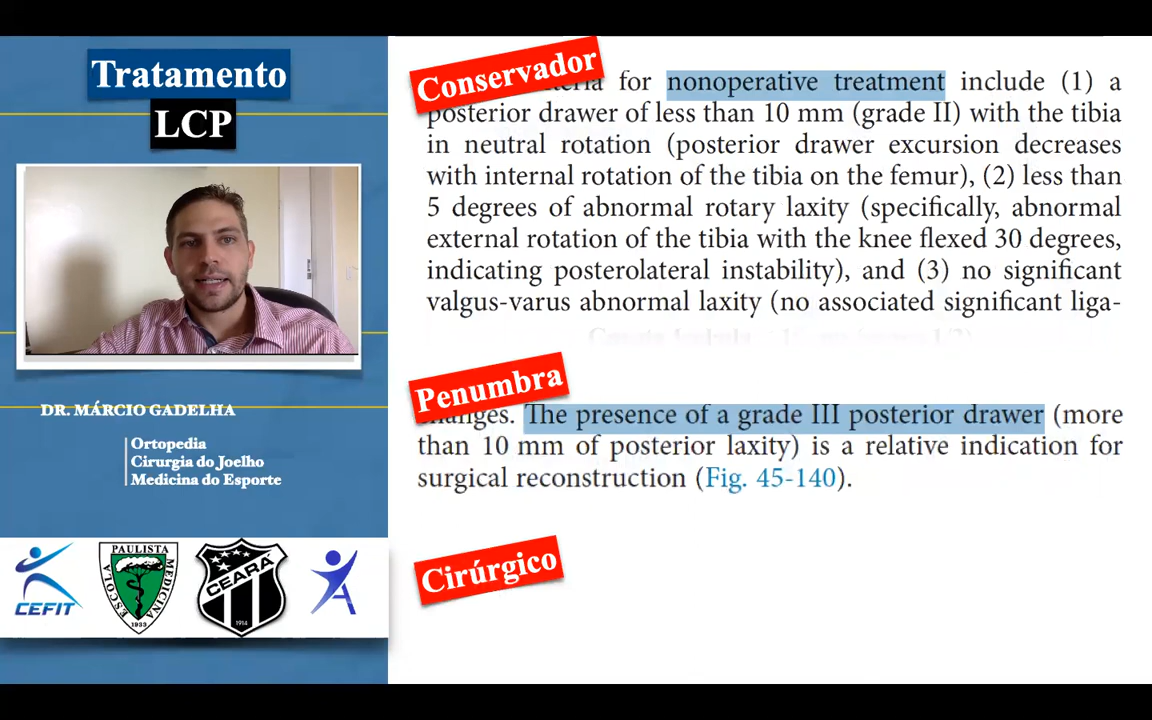 Tratamento
LCP
DR. MÁRCIO GADELHA
Ortopedia
Cirurgia do Joelho
Medicina do Esporte
CEFIT
PAULISTA
ESCOLA
MEDICINA
1933
CEARÁ
1914
Conservador
for nonoperative treatment include (1) a
posterior drawer of less than 10 mm (grade II) with the tibia
in neutral rotation (posterior drawer excursion decreases
with internal rotation of the tibia on the femur), (2) less than
5 degrees of abnormal rotary laxity (specifically, abnormal
external rotation of the tibia with the knee flexed 30 degrees,
indicating posterolateral instability), and (3) no significant
valgus-varus abnormal laxity (no associated significant liga-
Penumbra
changes. The presence of a grade III posterior drawer (more
than 10 mm of posterior laxity) is a relative indication for
surgical reconstruction (Fig. 45-140).
Cirúrgico